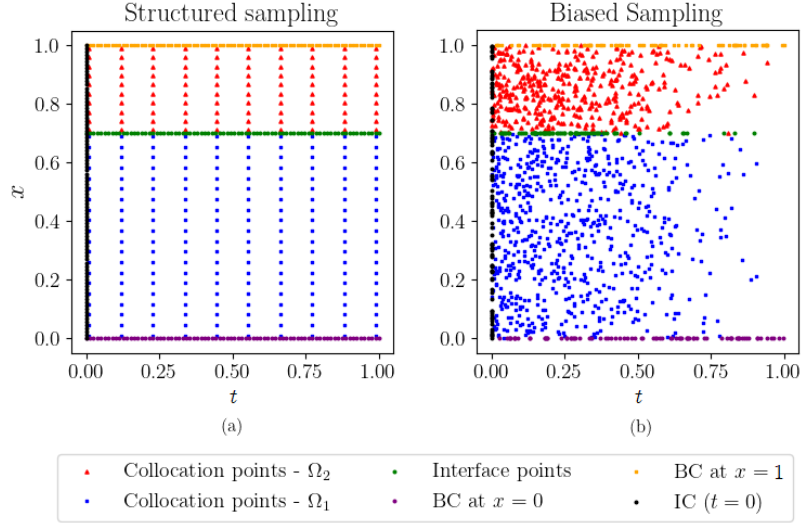 Structured sampling
Biased Sampling
1.0
0.8
0.6
0.4
0.2
0.0
x
0.00 0.25 0.50 0.75 1.00
t
(a)
1.0
0.8
0.6
0.4
0.2
0.0
0.00 0.25 0.50 0.75 1.00
t
(b)
Collocation points - Ω₂
Collocation points - Ω₁
Interface points
BC at x = 0
BC at x = 1
IC (t = 0)